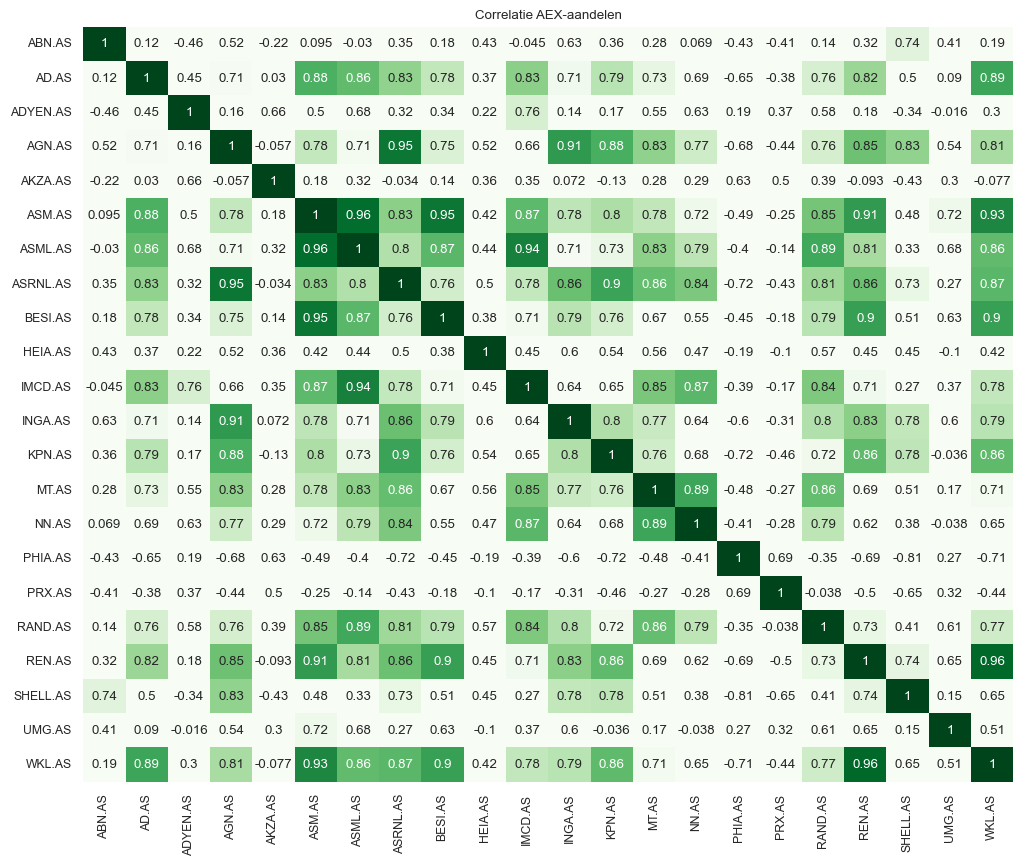 Correlatie AEX-aandelen
ABN.AS 1 0.12 -0.46 0.52 -0.22 0.095 -0.03 0.35 0.18 0.43 -0.045 0.63 0.36 0.28 0.069 -0.43 -0.41 0.14 0.32 0.74 0.41 0.19
AD.AS 0.12 1 0.45 0.71 0.03 0.88 0.86 0.83 0.78 0.37 0.83 0.71 0.79 0.73 0.69 -0.65 -0.38 0.76 0.82 0.5 0.09 0.89
ADYEN.AS -0.46 0.45 1 0.16 0.66 0.5 0.68 0.32 0.34 0.22 0.76 0.14 0.17 0.55 0.63 0.19 0.37 0.58 0.18 -0.34 -0.016 0.3
AGN.AS 0.52 0.71 0.16 1 -0.057 0.78 0.71 0.95 0.75 0.52 0.66 0.91 0.88 0.83 0.77 -0.68 -0.44 0.76 0.85 0.83 0.54 0.81
AKZA.AS -0.22 0.03 0.66 -0.057 1 0.18 0.32 -0.034 0.14 0.36 0.35 0.072 -0.13 0.28 0.29 0.63 0.5 0.39 -0.093 -0.43 0.3 -0.077
ASM.AS 0.095 0.88 0.5 0.78 0.18 1 0.96 0.83 0.95 0.42 0.87 0.78 0.8 0.78 0.72 -0.49 -0.25 0.85 0.91 0.48 0.72 0.93
ASML.AS -0.03 0.86 0.68 0.71 0.32 0.96 1 0.8 0.87 0.44 0.94 0.71 0.73 0.83 0.79 -0.4 -0.14 0.89 0.81 0.33 0.68 0.86
ASRNL.AS 0.35 0.83 0.32 0.95 -0.034 0.83 0.8 1 0.76 0.5 0.78 0.86 0.9 0.86 0.84 -0.72 -0.43 0.81 0.86 0.73 0.27 0.87
BESI.AS 0.18 0.78 0.34 0.75 0.14 0.95 0.87 0.76 1 0.38 0.71 0.79 0.76 0.67 0.55 -0.45 -0.18 0.79 0.9 0.51 0.63 0.9
HEIA.AS 0.43 0.37 0.22 0.52 0.36 0.42 0.44 0.5 0.38 1 0.45 0.6 0.54 0.56 0.47 -0.19 -0.1 0.57 0.45 0.45 -0.1 0.42
IMCD.AS -0.045 0.83 0.76 0.66 0.35 0.87 0.94 0.78 0.71 0.45 1 0.64 0.65 0.85 0.87 -0.39 -0.17 0.84 0.71 0.27 0.37 0.78
INGA.AS 0.63 0.71 0.14 0.91 0.072 0.78 0.71 0.86 0.79 0.6 0.64 1 0.8 0.77 0.64 -0.6 -0.31 0.8 0.83 0.78 0.6 0.79
KPN.AS 0.36 0.79 0.17 0.88 -0.13 0.8 0.73 0.9 0.76 0.54 0.65 0.8 1 0.76 0.68 -0.72 -0.46 0.72 0.86 0.78 -0.036 0.86
MT.AS 0.28 0.73 0.55 0.83 0.28 0.78 0.83 0.86 0.67 0.56 0.85 0.77 0.76 1 0.89 -0.48 -0.27 0.86 0.69 0.51 0.17 0.71
NN.AS 0.069 0.69 0.63 0.77 0.29 0.72 0.79 0.84 0.55 0.47 0.87 0.64 0.68 0.89 1 -0.41 -0.28 0.79 0.62 0.38 -0.038 0.65
PHIA.AS -0.43 -0.65 0.19 -0.68 0.63 -0.49 -0.4 -0.72 -0.45 -0.19 -0.39 -0.6 -0.72 -0.48 -0.41 1 0.69 -0.35 -0.69 -0.81 0.27 -0.71
PRX.AS -0.41 -0.38 0.37 -0.44 0.5 -0.25 -0.14 -0.43 -0.18 -0.1 -0.17 -0.31 -0.46 -0.27 -0.28 0.69 1 -0.038 -0.5 -0.65 0.32 -0.44
RAND.AS 0.14 0.76 0.58 0.76 0.39 0.85 0.89 0.81 0.79 0.57 0.84 0.8 0.72 0.86 0.79 -0.35 -0.038 1 0.73 0.41 0.61 0.77
REN.AS 0.32 0.82 0.18 0.85 -0.093 0.91 0.81 0.86 0.9 0.45 0.71 0.83 0.86 0.69 0.62 -0.69 -0.5 0.73 1 0.74 0.65 0.96
SHELL.AS 0.74 0.5 -0.34 0.83 -0.43 0.48 0.33 0.73 0.51 0.45 0.27 0.78 0.78 0.51 0.38 -0.81 -0.65 0.41 0.74 1 0.15 0.65
UMG.AS 0.41 0.09 -0.016 0.54 0.3 0.72 0.68 0.27 0.63 -0.1 0.37 0.6 -0.036 0.17 -0.038 0.27 0.32 0.61 0.65 0.15 1 0.51
WKL.AS 0.19 0.89 0.3 0.81 -0.077 0.93 0.86 0.87 0.9 0.42 0.78 0.79 0.86 0.71 0.65 -0.71 -0.44 0.77 0.96 0.65 0.51 1
ABN.AS AD.AS ADYEN.AS AGN.AS AKZA.AS ASM.AS ASML.AS ASRNL.AS BESI.AS HEIA.AS IMCD.AS INGA.AS KPN.AS MT.AS NN.AS PHIA.AS PRX.AS RAND.AS REN.AS SHELL.AS UMG.AS WKL.AS